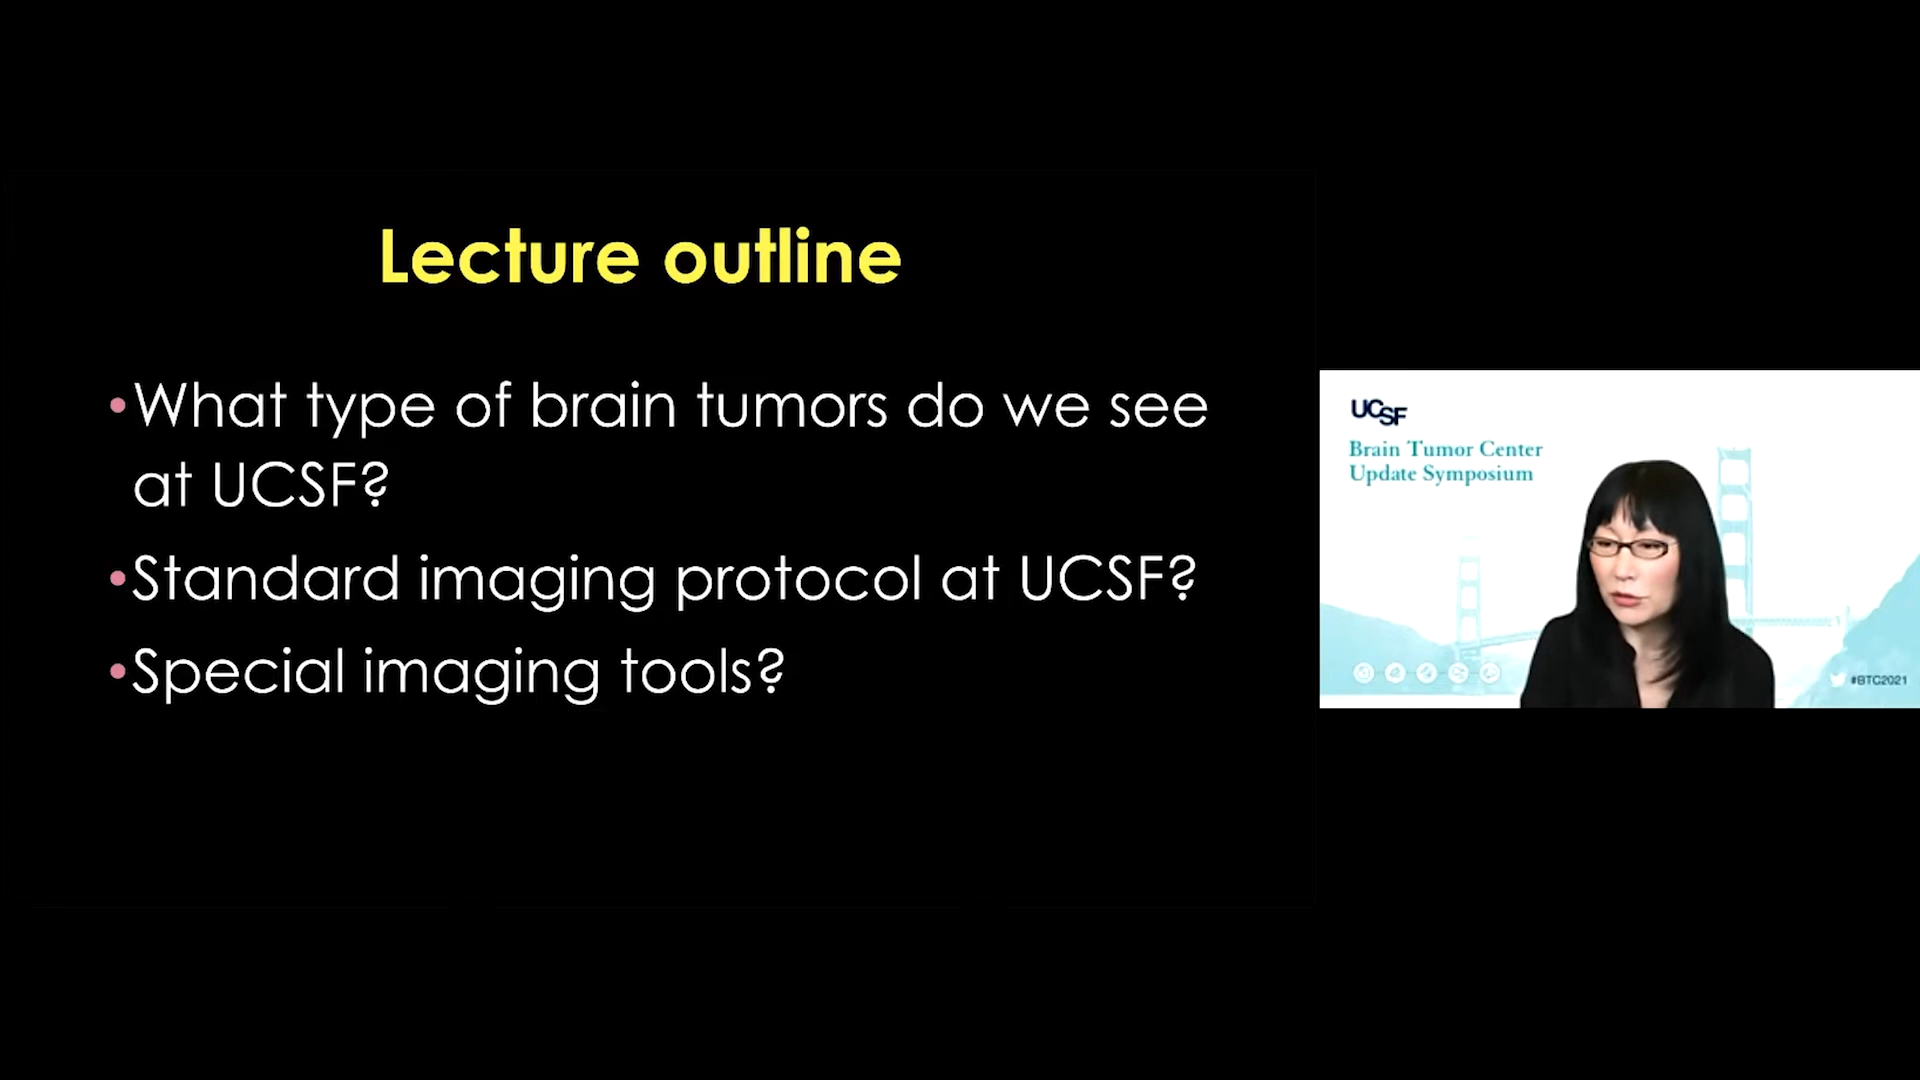 Lecture outline
•What type of brain tumors do we see
at UCSF?
•Standard imaging protocol at UCSF?
•Special imaging tools?
UCSF
Brain Tumor Center
Update Symposium
#BTC2021